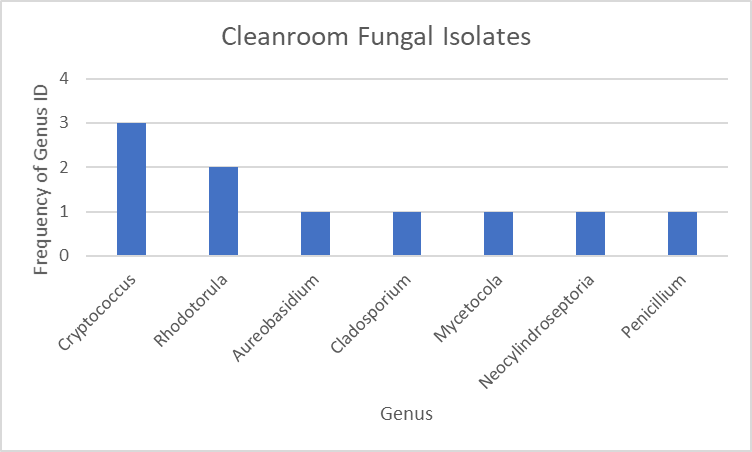 Cleanroom Fungal Isolates
Frequency of Genus ID
4
3
2
1
0
Cryptococcus
Rhodotorula
Aureobasidium
Cladosporium
Mycetocola
Neocylindroseptoria
Penicillium
Genus